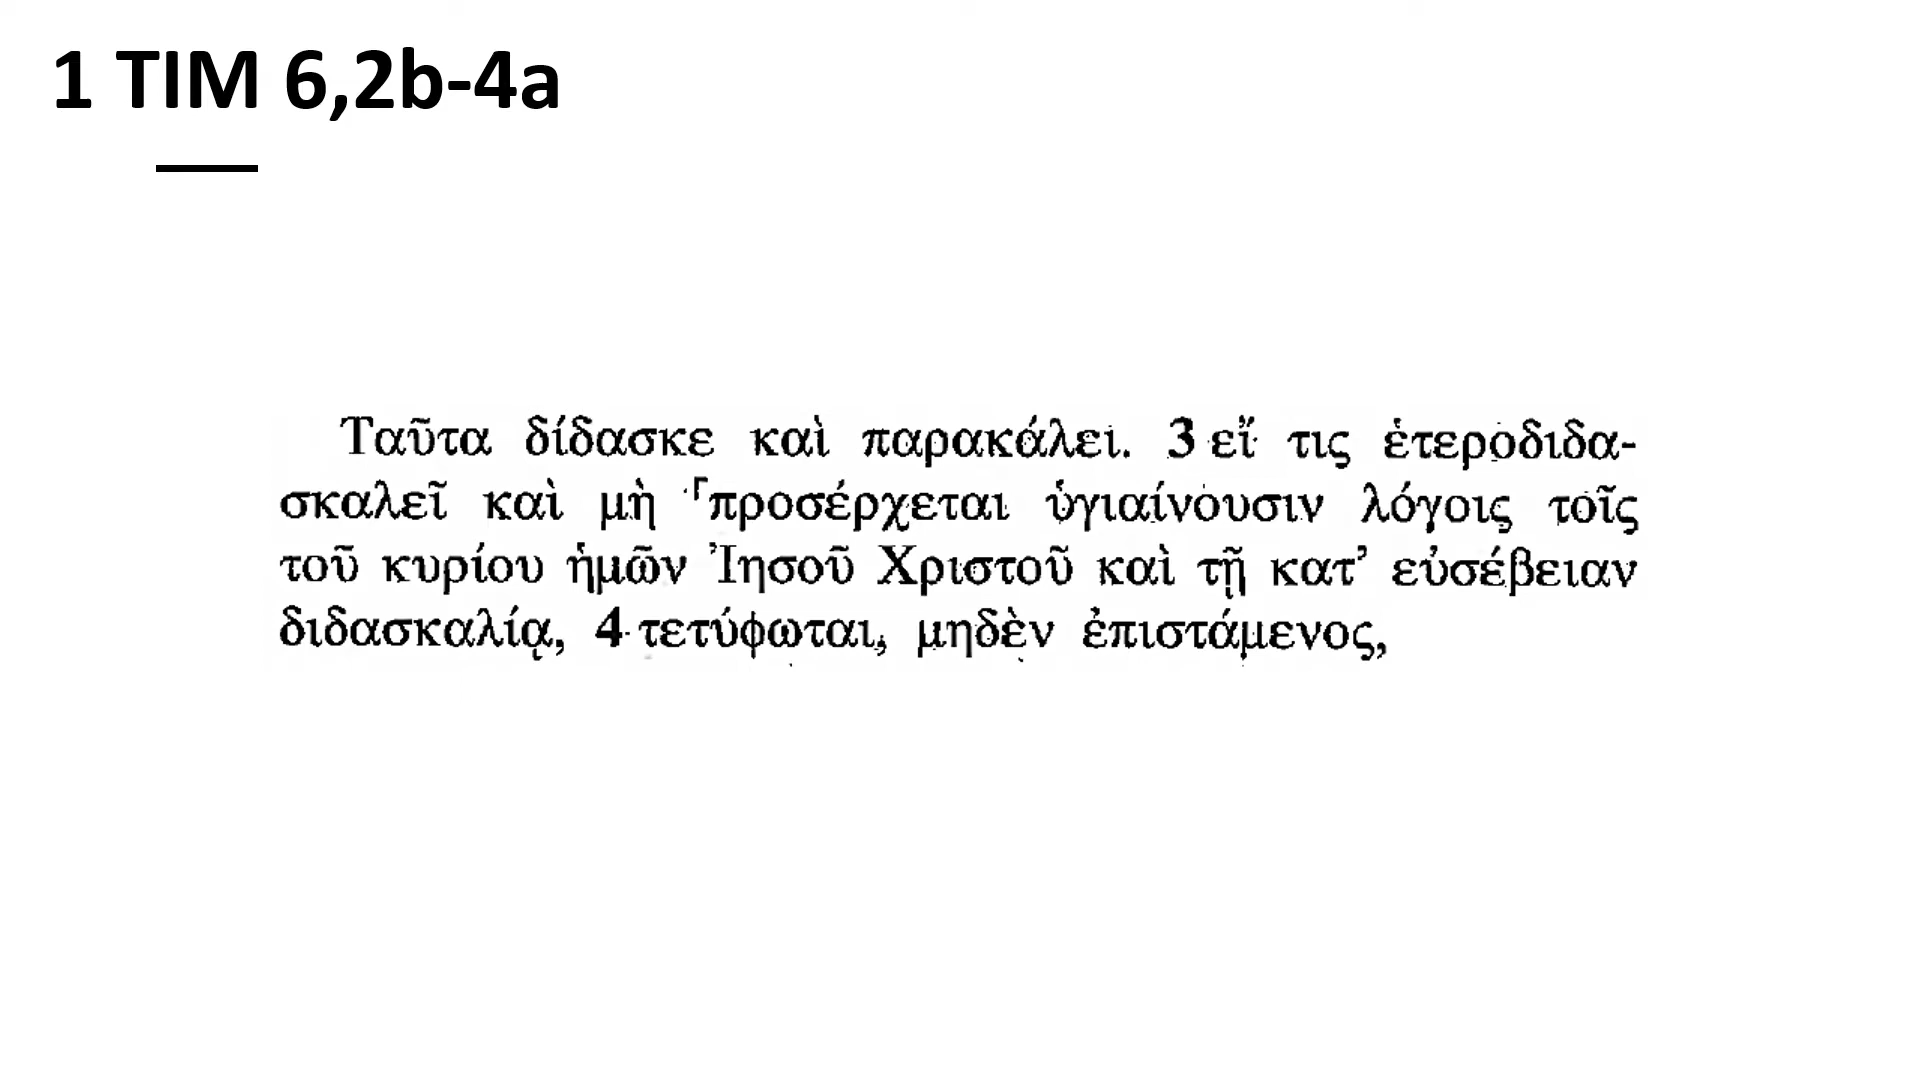 1 TIM 6,2b-4a
Ταῦτα δίδασκε καὶ παρακάλει. 3 εἴ τις ἑτεροδιδα-
σκαλεῖ καὶ μὴ ⸀προσέρχεται ὑγιαίνουσιν λόγοις τοῖς
τοῦ κυρίου ἡμῶν Ἰησοῦ Χριστοῦ καὶ τῇ κατ’ εὐσέβειαν
διδασκαλίᾳ, 4 τετύφωται, μηδὲν ἐπιστάμενος,